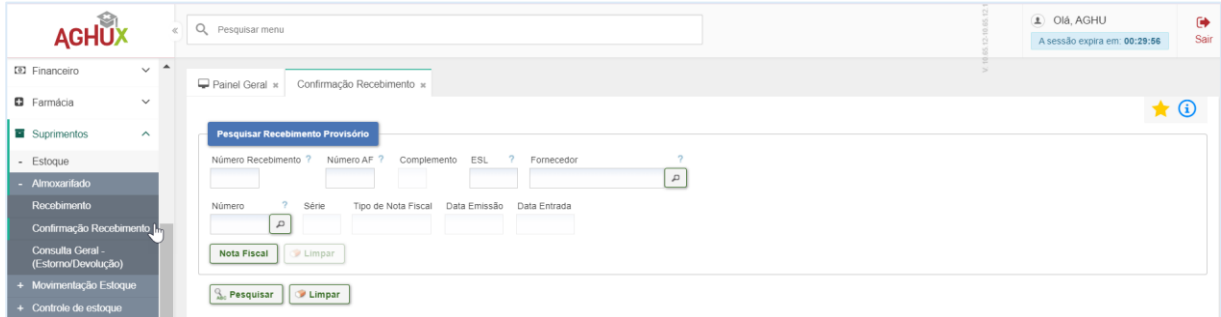 AGHUX
«
Pesquisar menu
Olá, AGHU
A sessão expira em: 00:29:56
Sair
Financeiro
Farmácia
Suprimentos
- Estoque
- Almoxarifado
Recebimento
Confirmação Recebimento
Consulta Geral -
(Estorno/Devolução)
+ Movimentação Estoque
+ Controle de estoque
Painel Geral × Confirmação Recebimento ×
Pesquisar Recebimento Provisório
Número Recebimento ? Número AF ? Complemento ESL ? Fornecedor ?
Número ? Série Tipo de Nota Fiscal Data Emissão Data Entrada
Nota Fiscal Limpar
Pesquisar Limpar